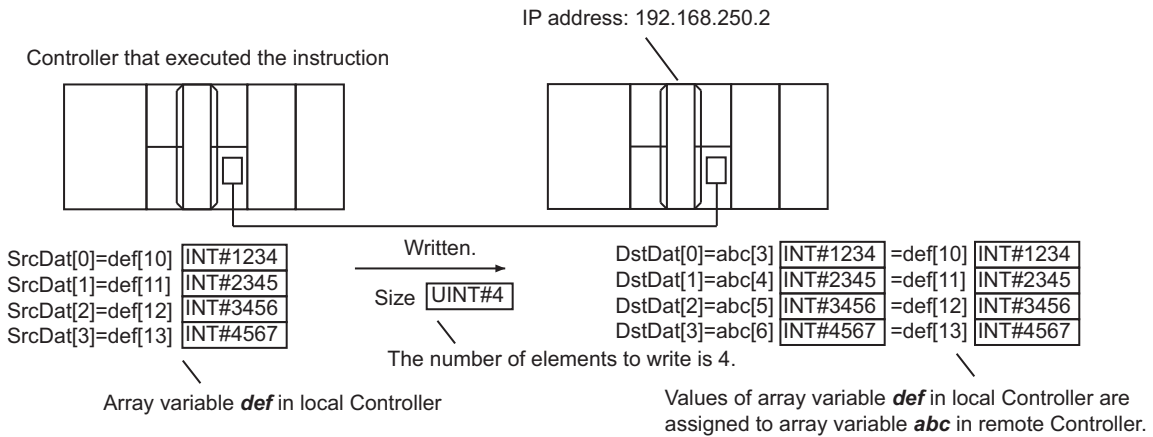 IP address: 192.168.250.2
Controller that executed the instruction
SrcDat[0]=def[10] INT#1234
SrcDat[1]=def[11] INT#2345
SrcDat[2]=def[12] INT#3456
SrcDat[3]=def[13] INT#4567
Written.
Size UINT#4
The number of elements to write is 4.
Array variable def in local Controller
DstDat[0]=abc[3] INT#1234 =def[10] INT#1234
DstDat[1]=abc[4] INT#2345 =def[11] INT#2345
DstDat[2]=abc[5] INT#3456 =def[12] INT#3456
DstDat[3]=abc[6] INT#4567 =def[13] INT#4567
Values of array variable def in local Controller are
assigned to array variable abc in remote Controller.